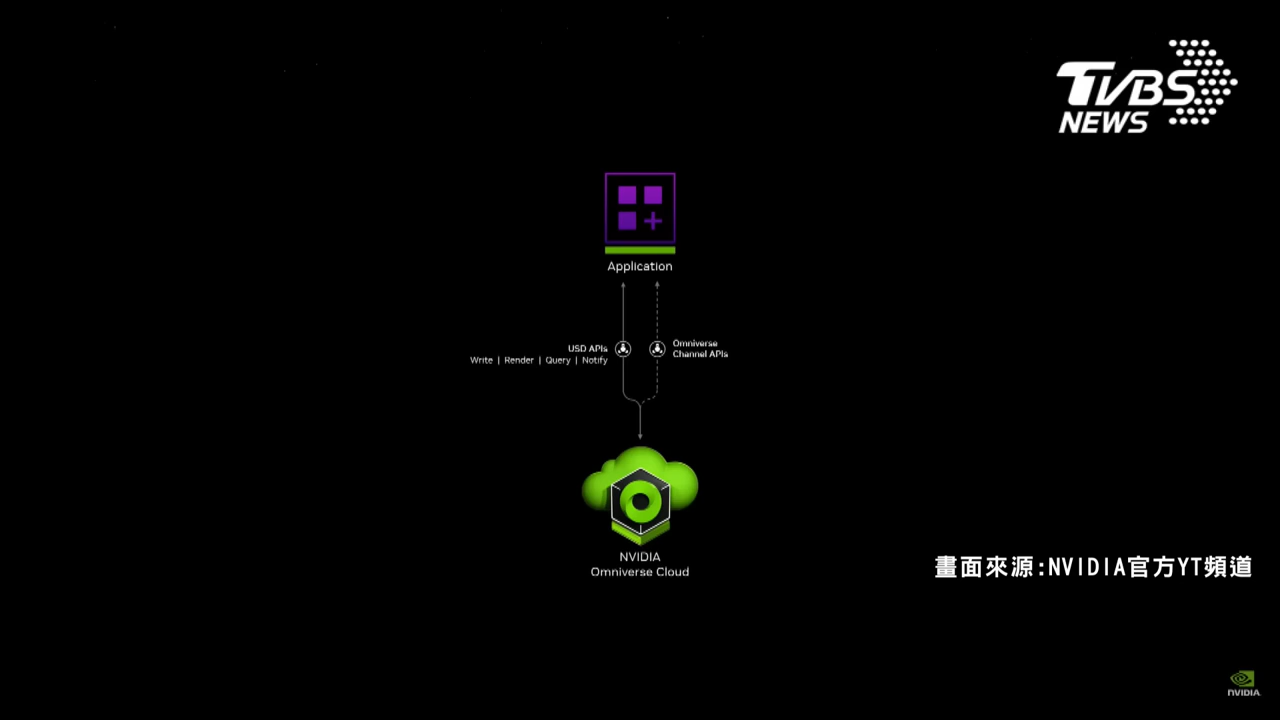 TVBS
NEWS
Application
USD APIs
Write | Render | Query | Notify
Omniverse
Channel APIs
NVIDIA
Omniverse Cloud
畫面來源:NVIDIA官方YT頻道
NVIDIA